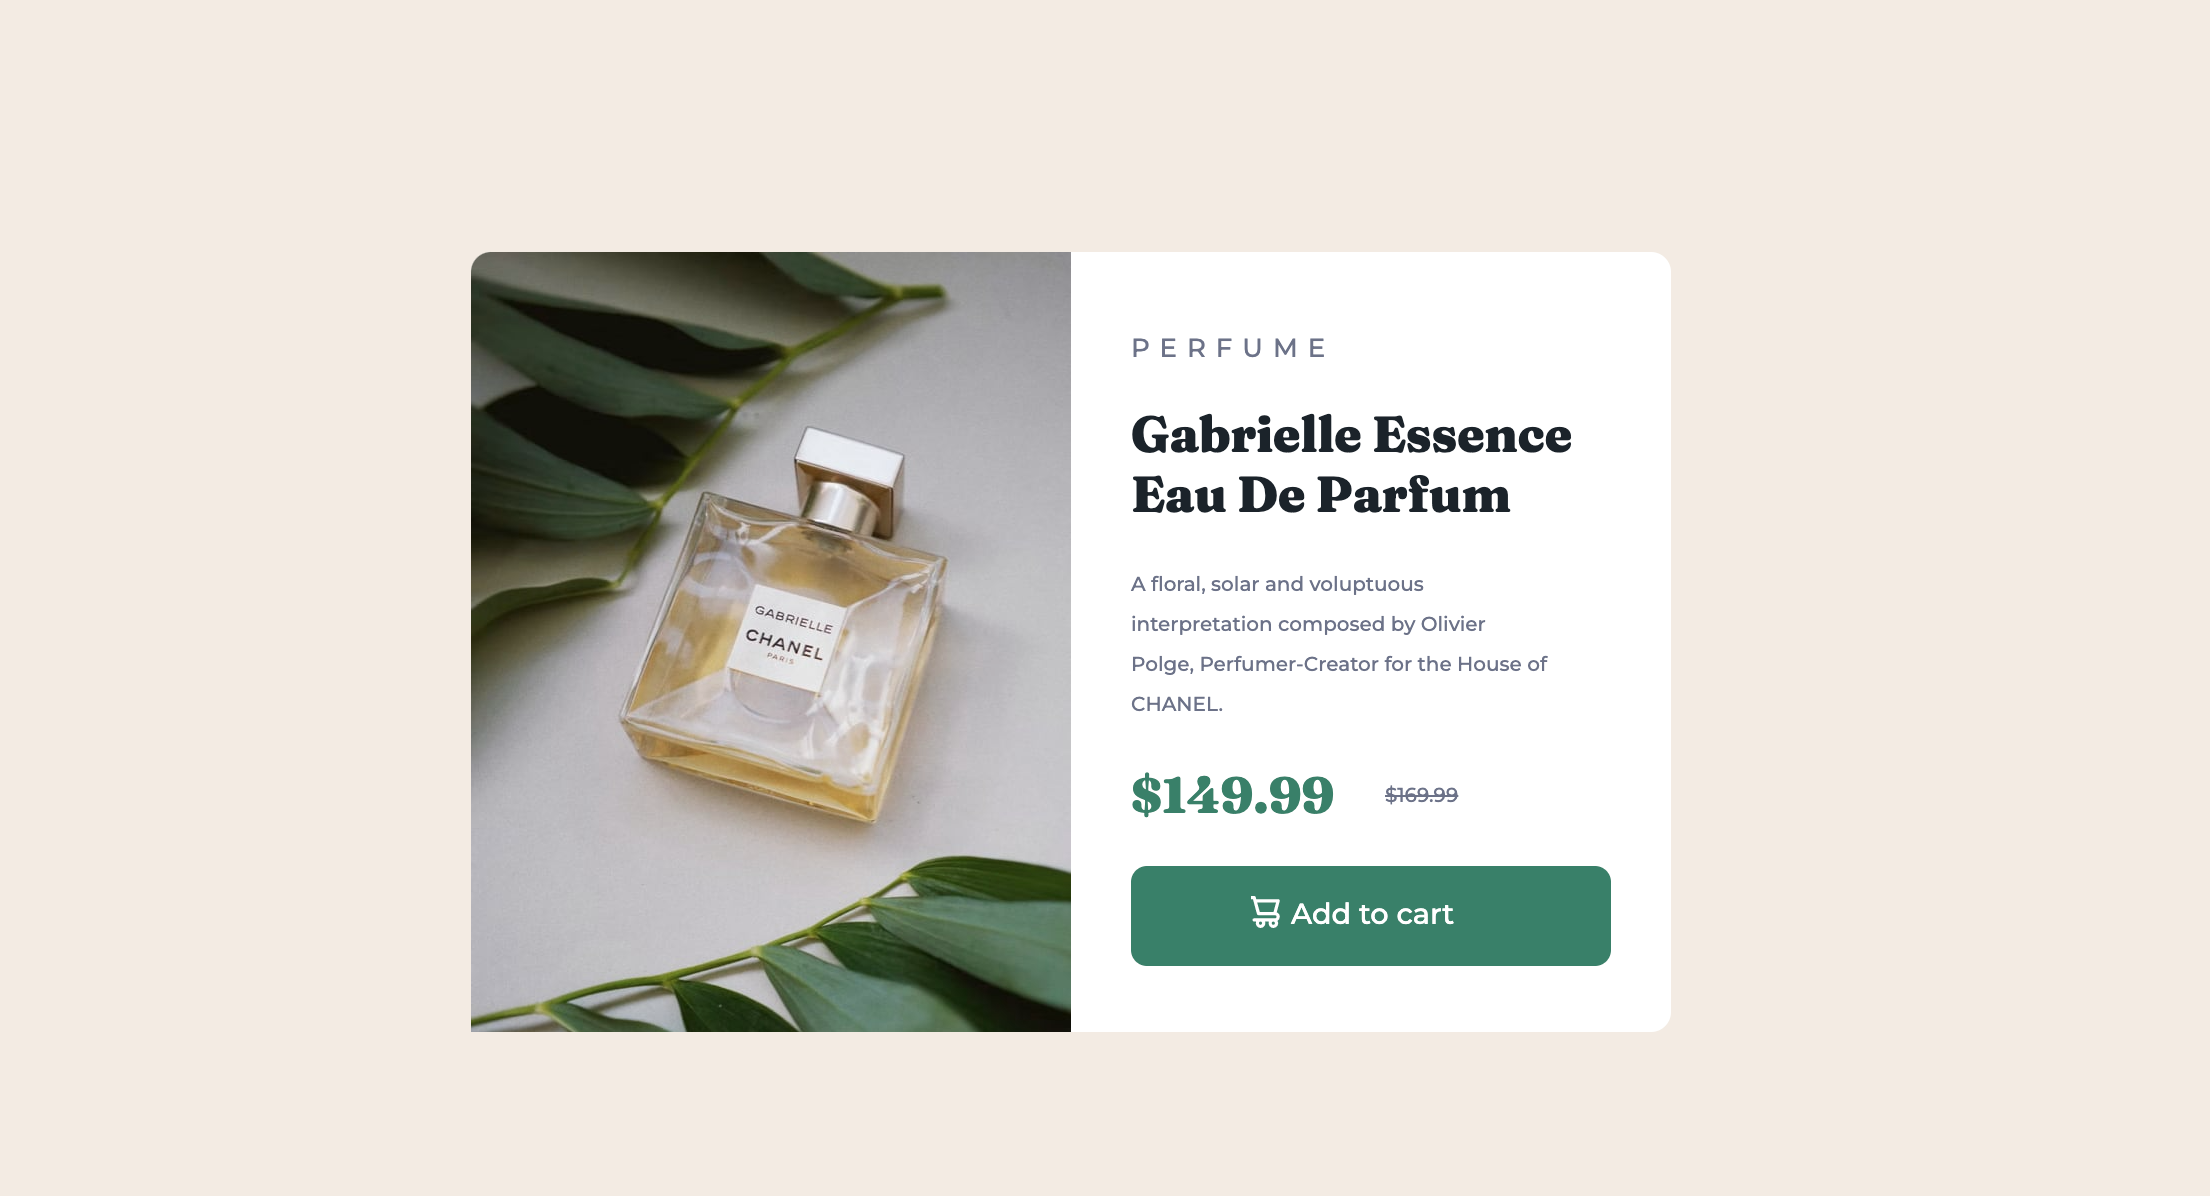 PERFUME
Gabrielle Essence
Eau De Parfum
A floral, solar and voluptuous
interpretation composed by Olivier
Polge, Perfumer-Creator for the House of
CHANEL.
$149.99 $169.99
Add to cart
GABRIELLE
CHANEL
PARIS